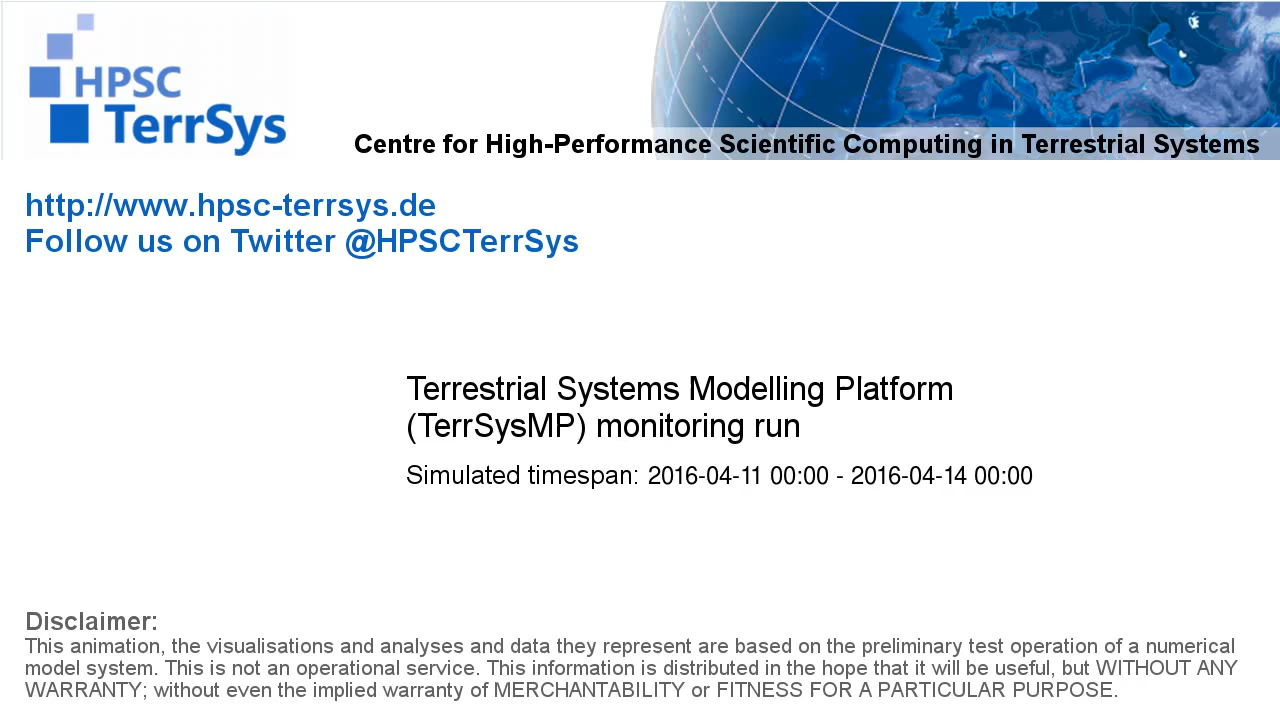 HPSC
TerrSys
Centre for High-Performance Scientific Computing in Terrestrial Systems
http://www.hpsc-terrsys.de
Follow us on Twitter @HPSCTerrSys
Terrestrial Systems Modelling Platform
(TerrSysMP) monitoring run
Simulated timespan: 2016-04-11 00:00 - 2016-04-14 00:00
Disclaimer:
This animation, the visualisations and analyses and data they represent are based on the preliminary test operation of a numerical
model system. This is not an operational service. This information is distributed in the hope that it will be useful, but WITHOUT ANY
WARRANTY; without even the implied warranty of MERCHANTABILITY or FITNESS FOR A PARTICULAR PURPOSE.